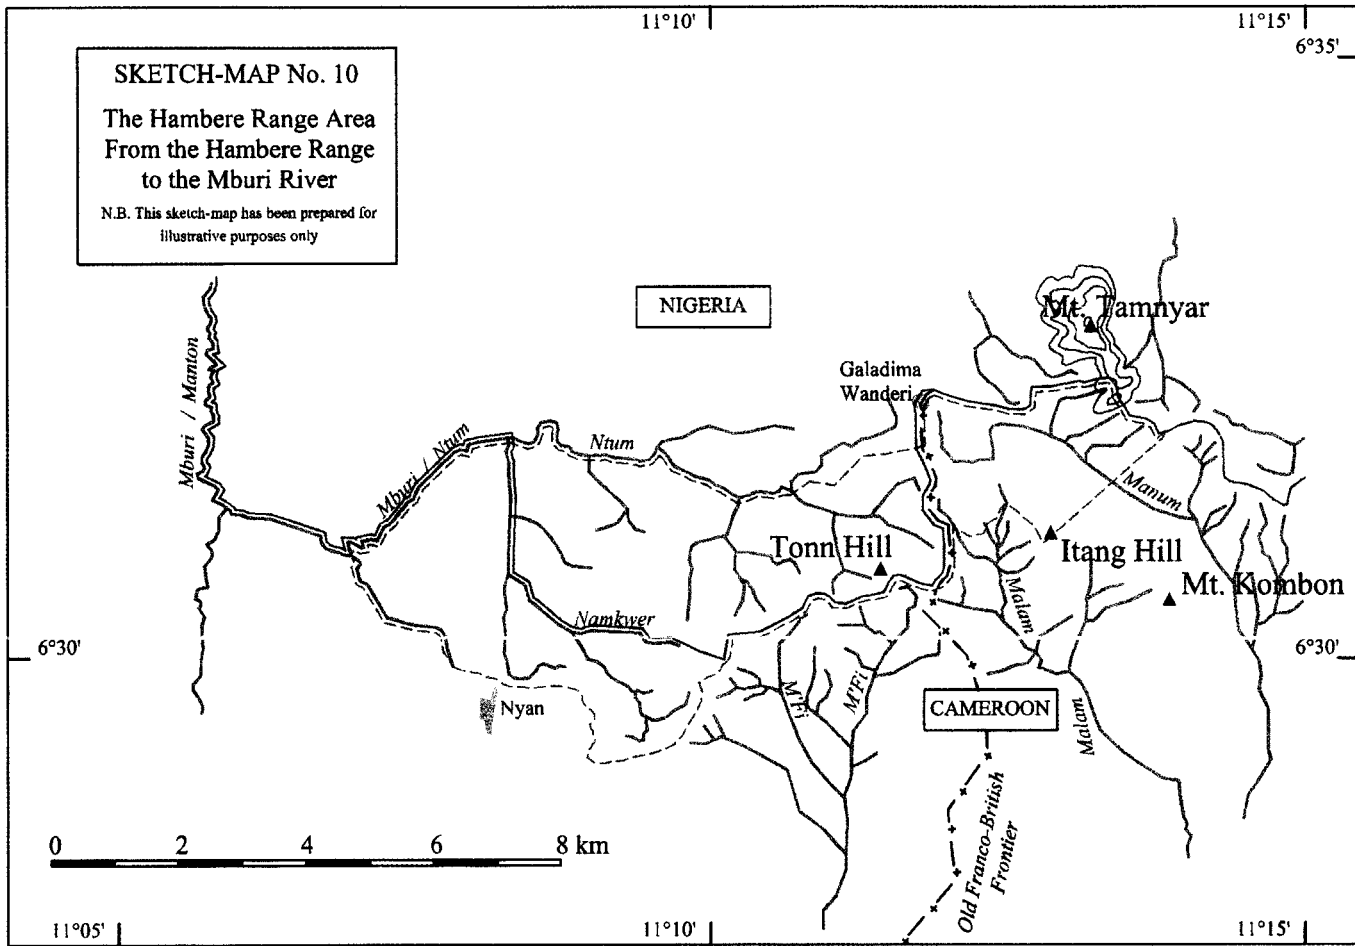 11°10'
11°15'
6°35'
SKETCH-MAP No. 10
The Hambere Range Area
From the Hambere Range
to the Mburi River
N.B. This sketch-map has been prepared for
illustrative purposes only
NIGERIA
Mt. Tamnyar
Galadima
Wanderi
Mburi / Manton
Mburi / Ntum
Ntum
Manum
Tonn Hill
Itang Hill
Mt. Kombon
Malam
Namkwer
6°30'
6°30'
M'Fi
M'Fi
Nyan
CAMEROON
Malam
Old Franco-British
Frontier
0 2 4 6 8 km
11°05'
11°10'
11°15'